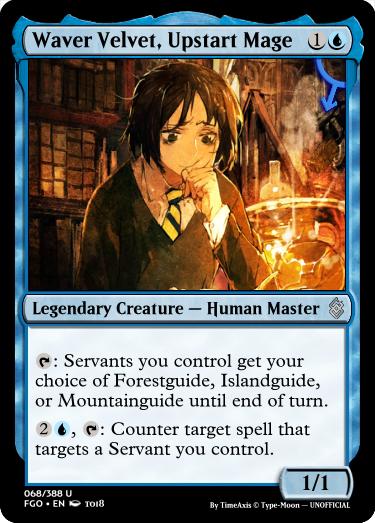 Waver Velvet, Upstart Mage 1
Legendary Creature — Human Master
: Servants you control get your
choice of Forestguide, Islandguide,
or Mountainguide until end of turn.
2 , : Counter target spell that
targets a Servant you control.
1/1
068/388 U
FGO • EN TO18
By TimeAxis © Type-Moon — UNOFFICIAL